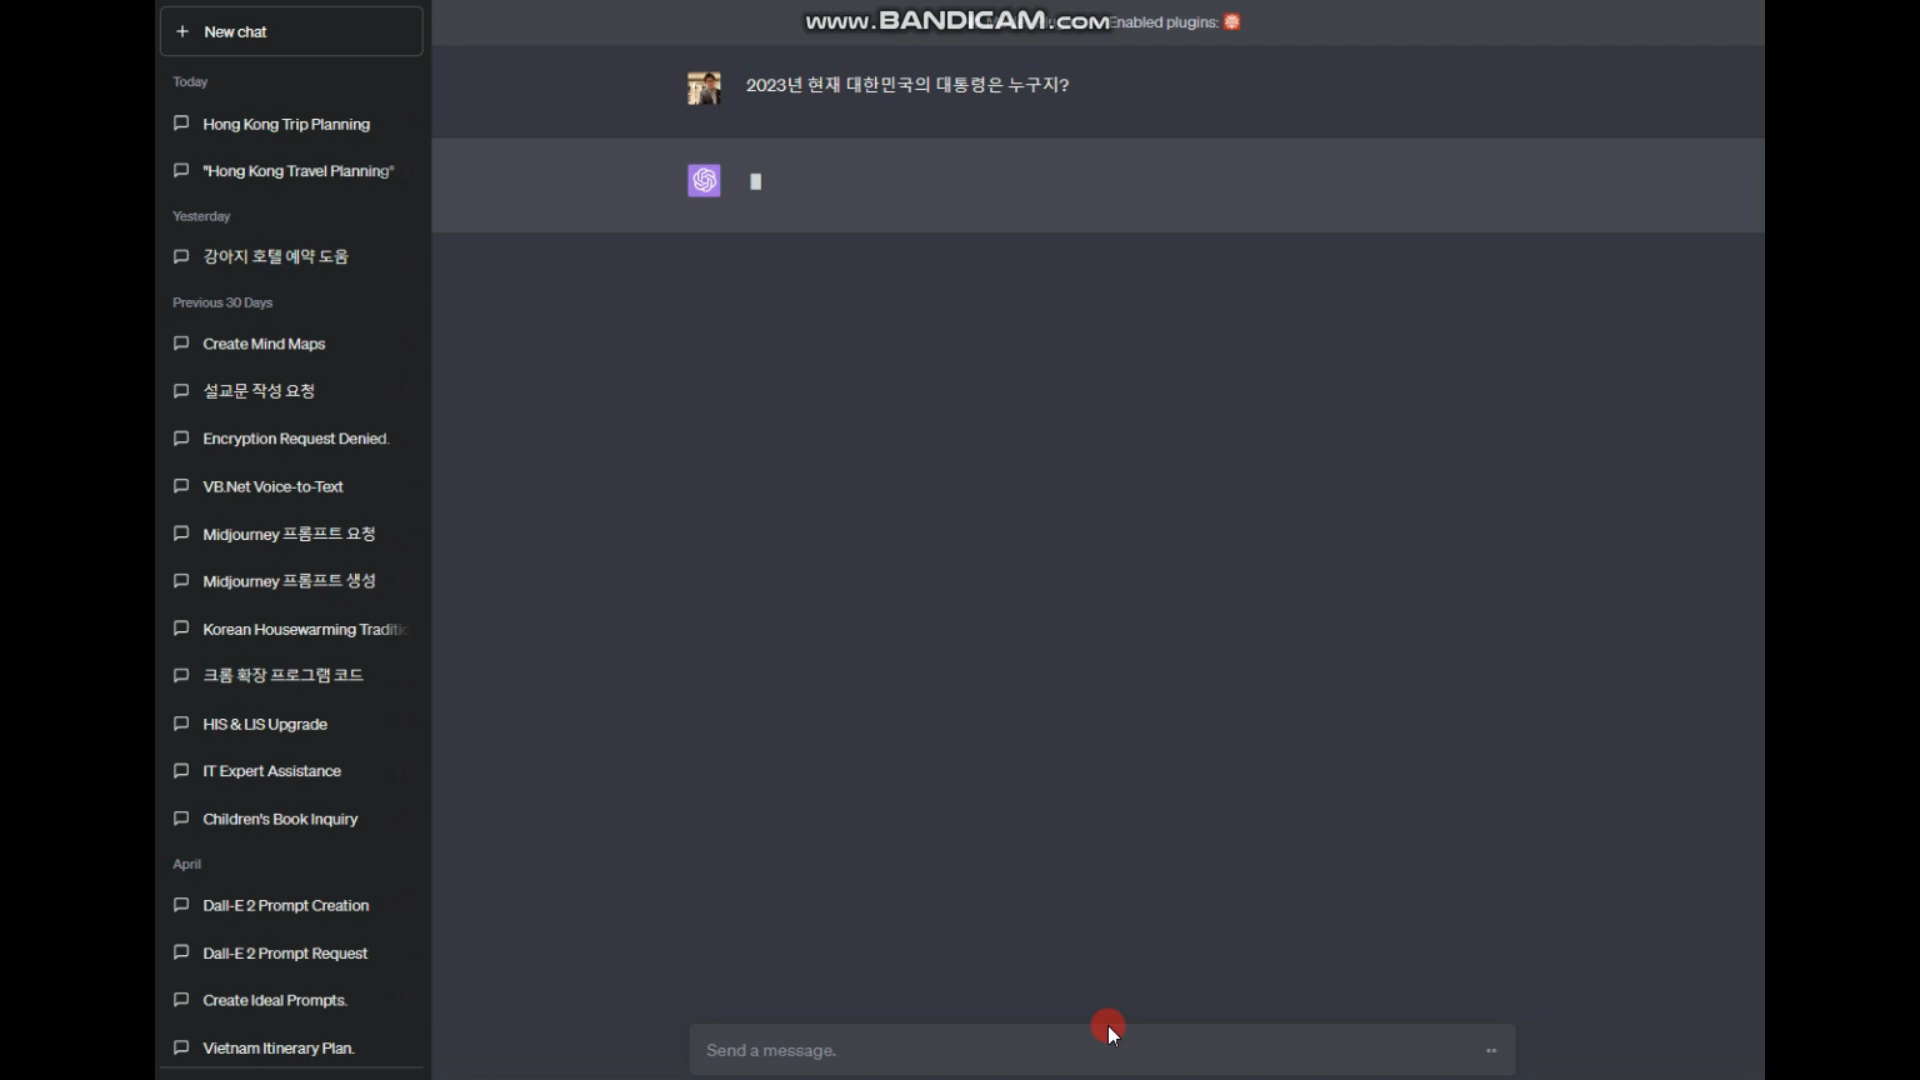 + New chat
Today
Hong Kong Trip Planning
"Hong Kong Travel Planning"
Yesterday
강아지 호텔 예약 도움
Previous 30 Days
Create Mind Maps
설교문 작성 요청
Encryption Request Denied.
VB.Net Voice-to-Text
Midjourney 프롬프트 요청
Midjourney 프롬프트 생성
Korean Housewarming Traditic
크롬 확장 프로그램 코드
HIS & LIS Upgrade
IT Expert Assistance
Children's Book Inquiry
April
Dall-E 2 Prompt Creation
Dall-E 2 Prompt Request
Create Ideal Prompts.
Vietnam Itinerary Plan.
www.BANDICAM.com
Enabled plugins:
2023년 현재 대한민국의 대통령은 누구지?
Send a message.